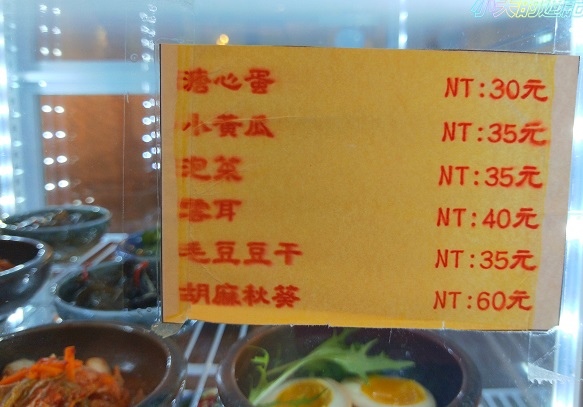 溏心蛋 NT:30元
小黃瓜 NT:35元
泡菜 NT:35元
雲耳 NT:40元
毛豆豆干 NT:35元
胡麻秋葵 NT:60元